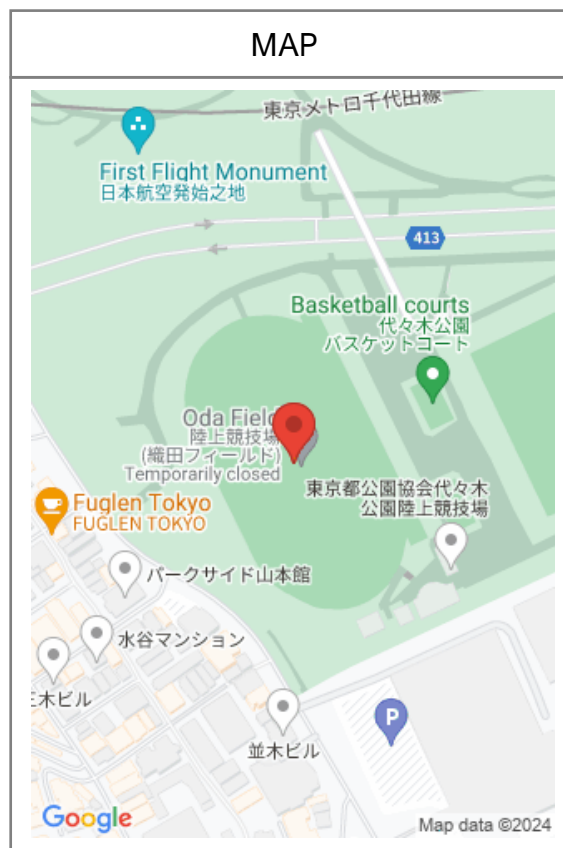 MAP
東京メトロ千代田線
First Flight Monument
日本航空発始之地
413
Basketball courts
代々木公園
バスケットコート
Oda Field
陸上競技場
(織田フィールド)
Temporarily closed
東京都公園協会代々木
公園陸上競技場
Fuglen Tokyo
FUGLEN TOKYO
パークサイド山本館
水谷マンション
三木ビル
並木ビル
P
Google
Map data ©2024